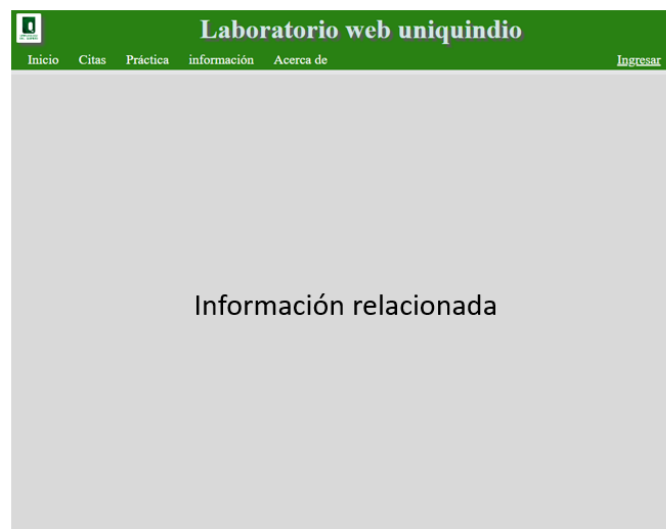 Laboratorio web uniquindio
Inicio Citas Práctica información Acerca de Ingresar
Información relacionada